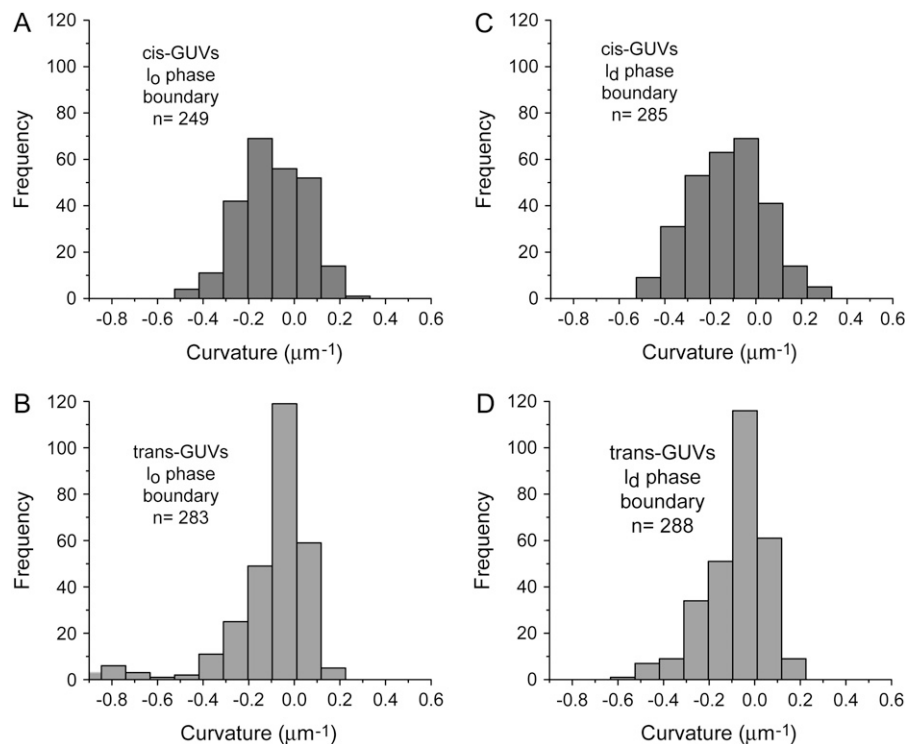 A
cis-GUVs
lo phase
boundary
n= 249
Frequency
120
100
80
60
40
20
0
-0.8 -0.6 -0.4 -0.2 0.0 0.2 0.4 0.6
Curvature (μm-1)
C
cis-GUVs
ld phase
boundary
n= 285
Frequency
120
100
80
60
40
20
0
-0.8 -0.6 -0.4 -0.2 0.0 0.2 0.4 0.6
Curvature (μm-1)
B
trans-GUVs
lo phase
boundary
n= 283
Frequency
120
100
80
60
40
20
0
-0.8 -0.6 -0.4 -0.2 0.0 0.2 0.4 0.6
Curvature (μm-1)
D
trans-GUVs
ld phase
boundary
n= 288
Frequency
120
100
80
60
40
20
0
-0.8 -0.6 -0.4 -0.2 0.0 0.2 0.4 0.6
Curvature (μm-1)